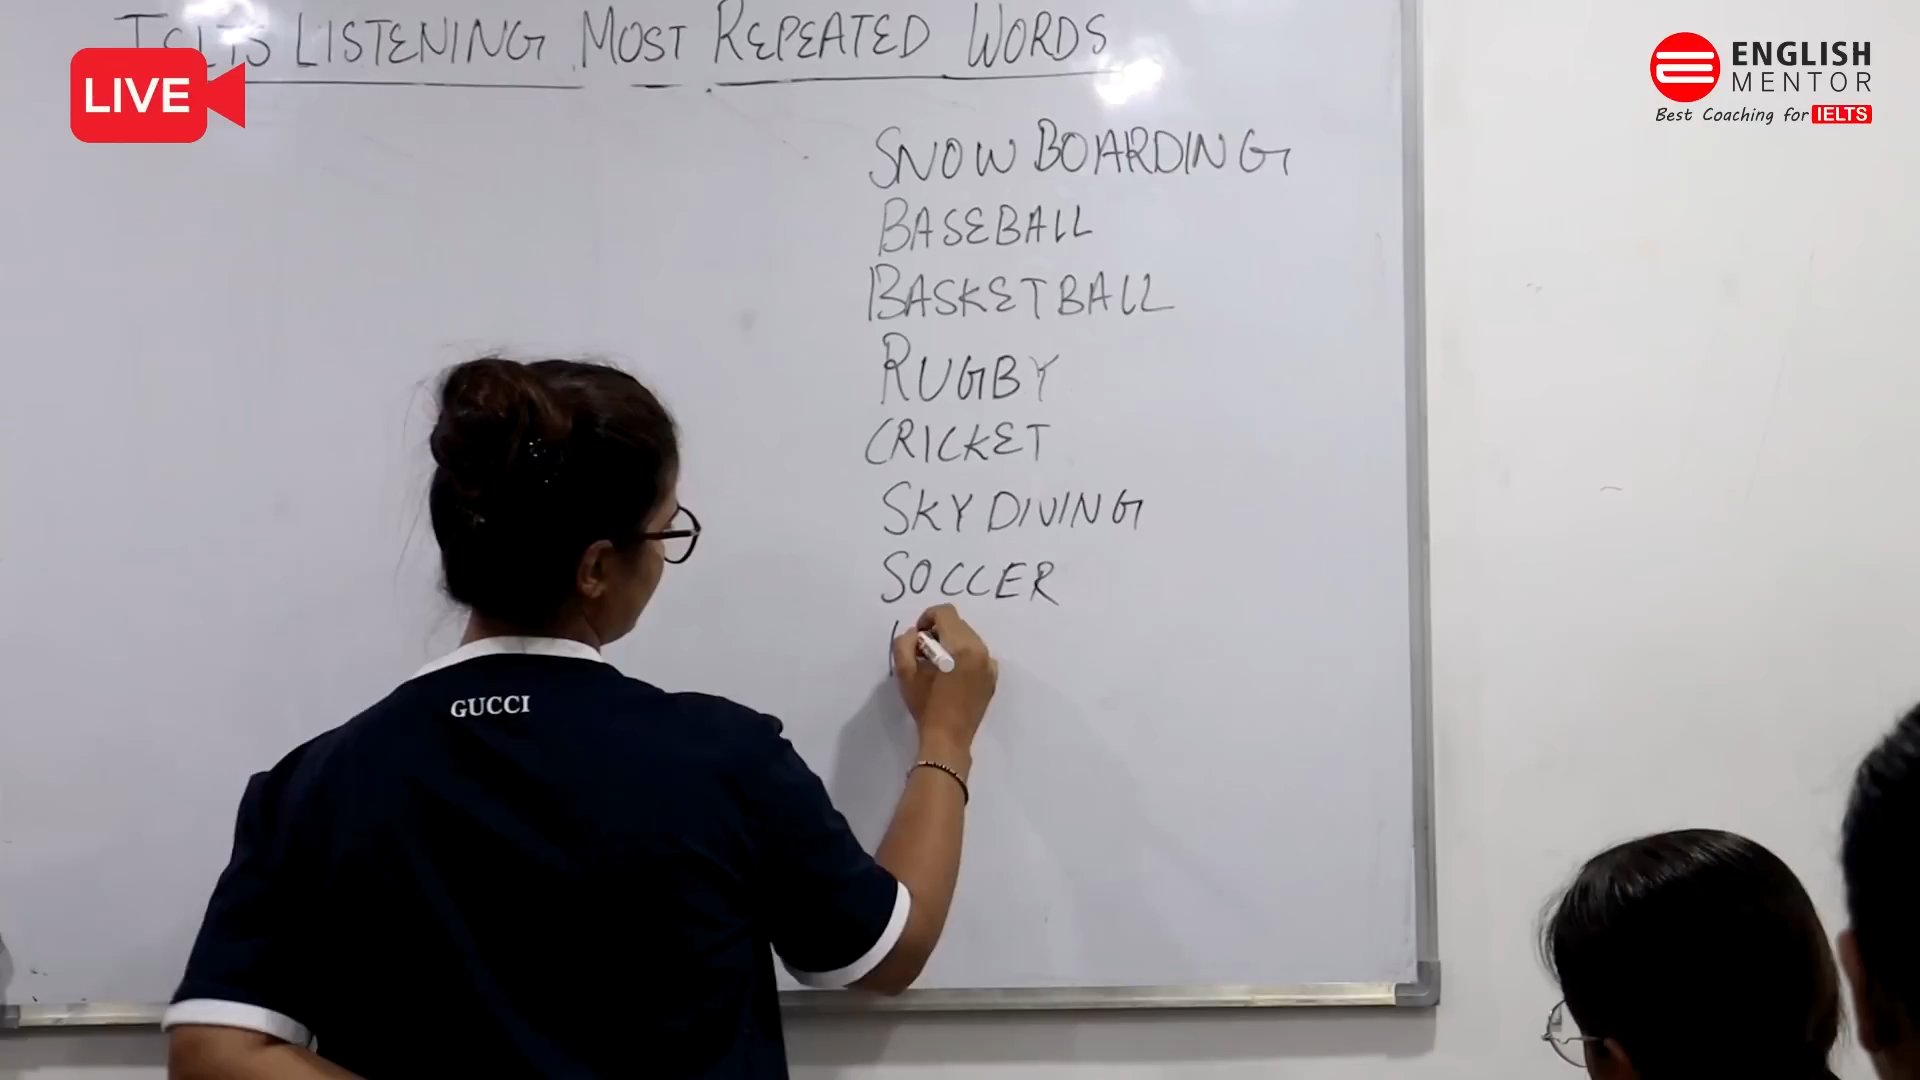 IELTS LISTENING MOST REPEATED WORDS
LIVE
ENGLISH
MENTOR
Best Coaching for IELTS
SNOW BOARDING
BASEBALL
BASKETBALL
RUGBY
CRICKET
SKY DIVING
SOCCER
GUCCI